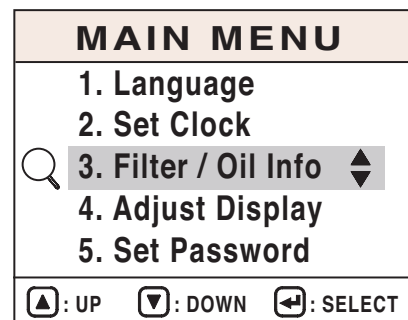 MAIN MENU
1. Language
2. Set Clock
3. Filter / Oil Info
4. Adjust Display
5. Set Password
: UP : DOWN : SELECT